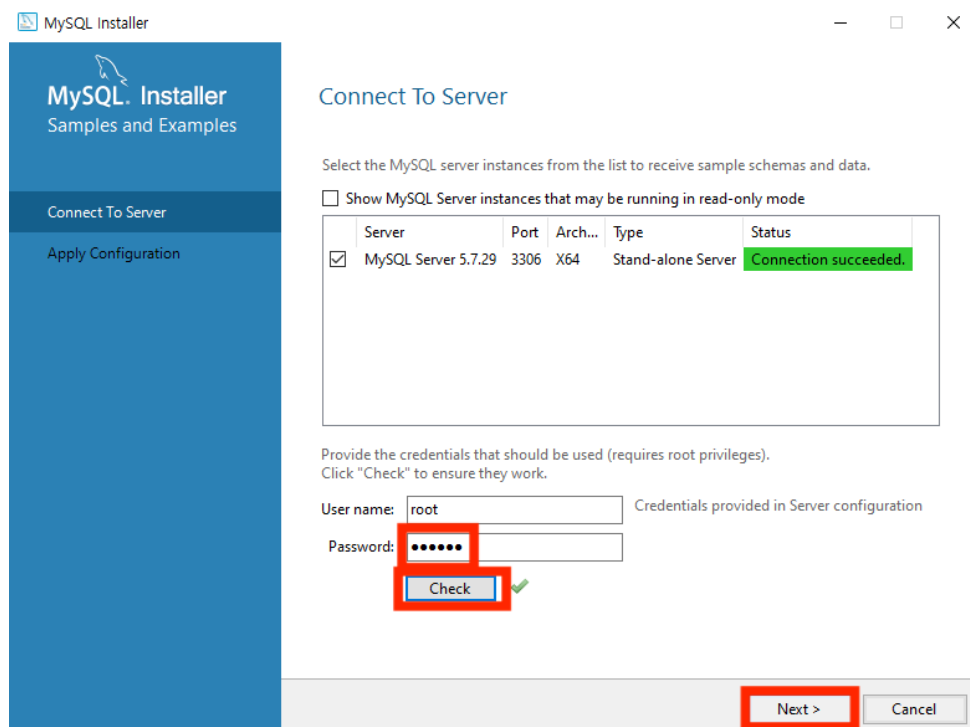 MySQL Installer
MySQL. Installer
Samples and Examples
Connect To Server
Apply Configuration
Connect To Server
Select the MySQL server instances from the list to receive sample schemas and data.
Show MySQL Server instances that may be running in read-only mode
Server Port Arch... Type Status
MySQL Server 5.7.29 3306 X64 Stand-alone Server Connection succeeded.
Provide the credentials that should be used (requires root privileges).
Click "Check" to ensure they work.
User name: root Credentials provided in Server configuration
Password: ●●●●●●
Check
Next > Cancel